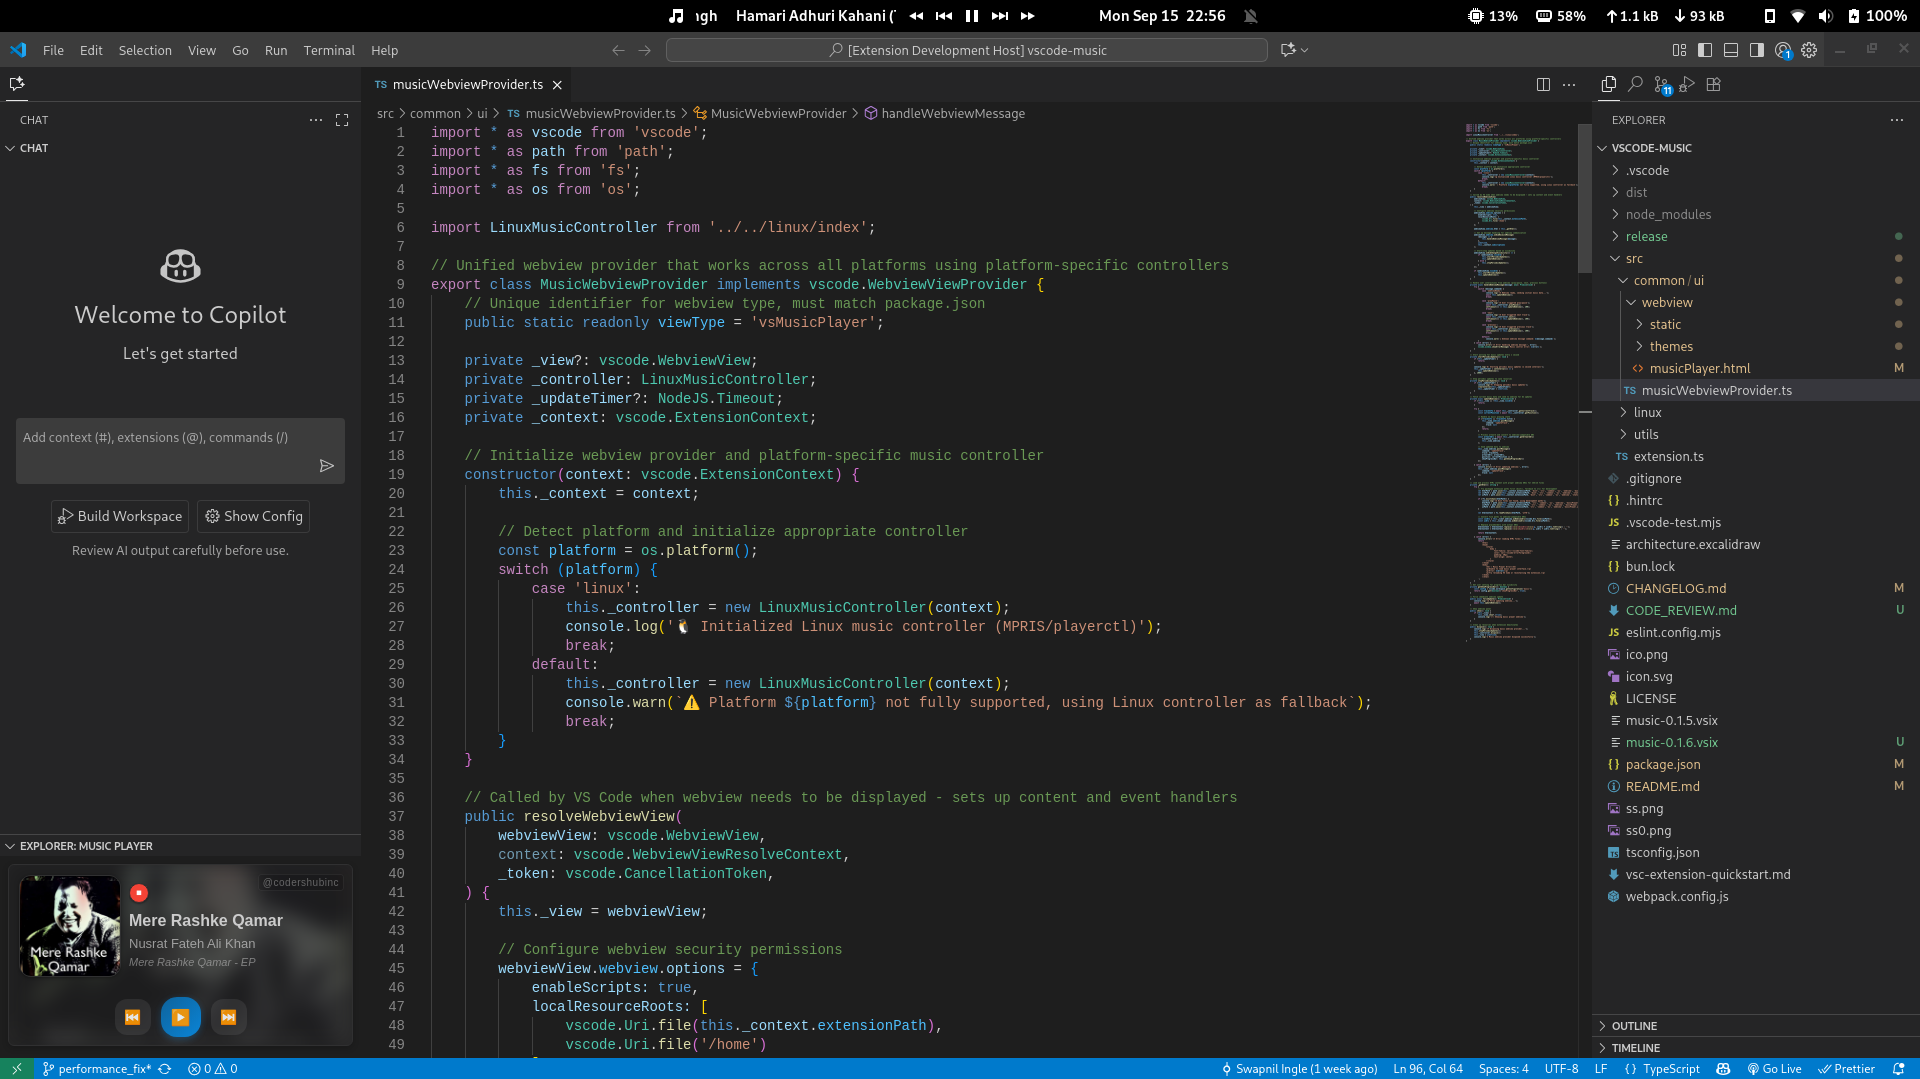 ngh Hamari Adhuri Kahani (
Mon Sep 15 22:56
13% 58% 1.1 kB 93 kB 100%
File Edit Selection View Go Run Terminal Help
[Extension Development Host] vscode-music
1
CHAT
CHAT
Welcome to Copilot
Let's get started
Add context (#), extensions (@), commands (/)
Build Workspace Show Config
Review AI output carefully before use.
EXPLORER: MUSIC PLAYER
@codershubinc
Mere Rashke Qamar
Mere Rashke
Qamar
Nusrat Fateh Ali Khan
Mere Rashke Qamar - EP
TS musicWebviewProvider.ts
src > common > ui > TS musicWebviewProvider.ts > MusicWebviewProvider > handleWebviewMessage
1 import * as vscode from 'vscode';
2 import * as path from 'path';
3 import * as fs from 'fs';
4 import * as os from 'os';
5
6 import LinuxMusicController from '../../linux/index';
7
8 // Unified webview provider that works across all platforms using platform-specific controllers
9 export class MusicWebviewProvider implements vscode.WebviewViewProvider {
10 // Unique identifier for webview type, must match package.json
11 public static readonly viewType = 'vsMusicPlayer';
12
13 private _view?: vscode.WebviewView;
14 private _controller: LinuxMusicController;
15 private _updateTimer?: NodeJS.Timeout;
16 private _context: vscode.ExtensionContext;
17
18 // Initialize webview provider and platform-specific music controller
19 constructor(context: vscode.ExtensionContext) {
20 this._context = context;
21
22 // Detect platform and initialize appropriate controller
23 const platform = os.platform();
24 switch (platform) {
25 case 'linux':
26 this._controller = new LinuxMusicController(context);
27 console.log('🐧 Initialized Linux music controller (MPRIS/playerctl)');
28 break;
29 default:
30 this._controller = new LinuxMusicController(context);
31 console.warn(`⚠️ Platform ${platform} not fully supported, using Linux controller as fallback`);
32 break;
33 }
34 }
35
36 // Called by VS Code when webview needs to be displayed - sets up content and event handlers
37 public resolveWebviewView(
38 webviewView: vscode.WebviewView,
39 context: vscode.WebviewViewResolveContext,
40 _token: vscode.CancellationToken,
41 ) {
42 this._view = webviewView;
43
44 // Configure webview security permissions
45 webviewView.webview.options = {
46 enableScripts: true,
47 localResourceRoots: [
48 vscode.Uri.file(this._context.extensionPath),
49 vscode.Uri.file('/home')
11
EXPLORER
VSCODE-MUSIC
.vscode
dist
node_modules
release
src
common / ui
webview
static
themes
musicPlayer.html M
TS musicWebviewProvider.ts
linux
utils
TS extension.ts
.gitignore
{} .hintrc
JS .vscode-test.mjs
architecture.excalidraw
{} bun.lock
CHANGELOG.md M
CODE_REVIEW.md U
JS eslint.config.mjs
ico.png
icon.svg
LICENSE
music-0.1.5.vsix
music-0.1.6.vsix U
{} package.json M
README.md M
ss.png
ss0.png
tsconfig.json
vsc-extension-quickstart.md
webpack.config.js
OUTLINE
TIMELINE
performance_fix* 0 0
Swapnil Ingle (1 week ago) Ln 96, Col 64 Spaces: 4 UTF-8 LF {} TypeScript Go Live Prettier